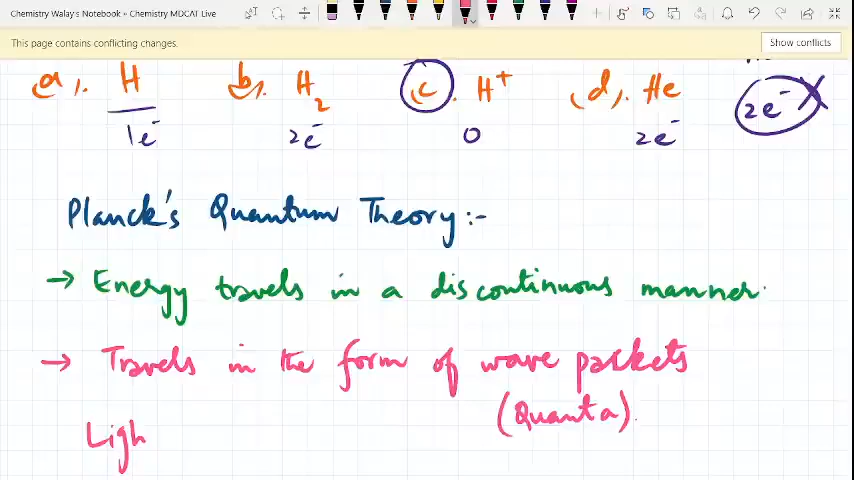 Chemistry Walay's Notebook » Chemistry MDCAT Live
This page contains conflicting changes.
Show conflicts
(a). H b). H2 (c). H+ (d). He 2e-
1e- 2e- 0 2e-
Planck's Quantum Theory:-
→ Energy travels in a discontinuous manner.
→ Travels in the form of wave packets
(Quanta).
Ligh